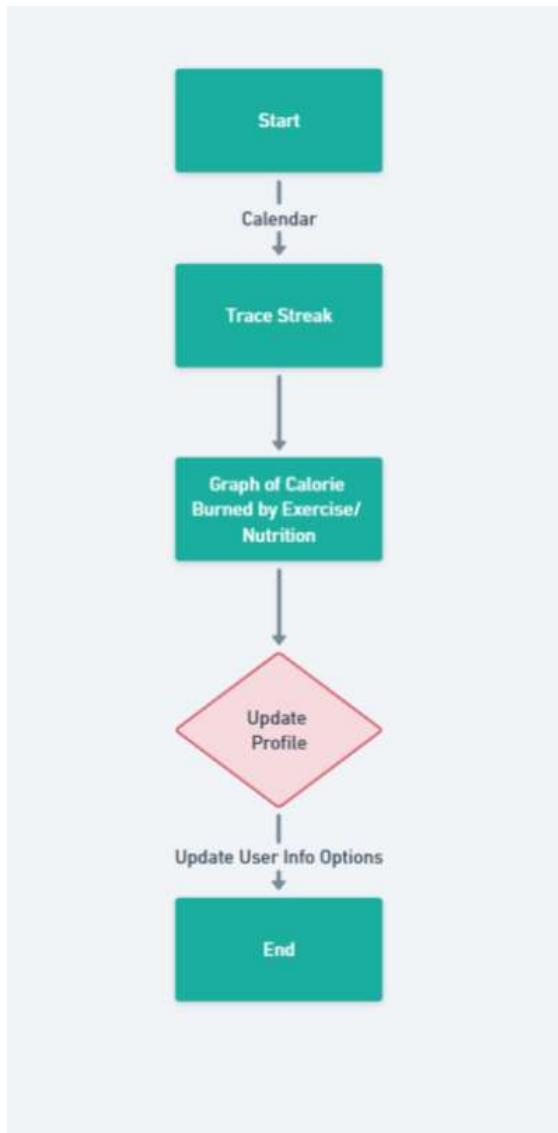 Start
Calendar
Trace Streak
Graph of Calorie
Burned by Exercise/
Nutrition
Update
Profile
Update User Info Options
End